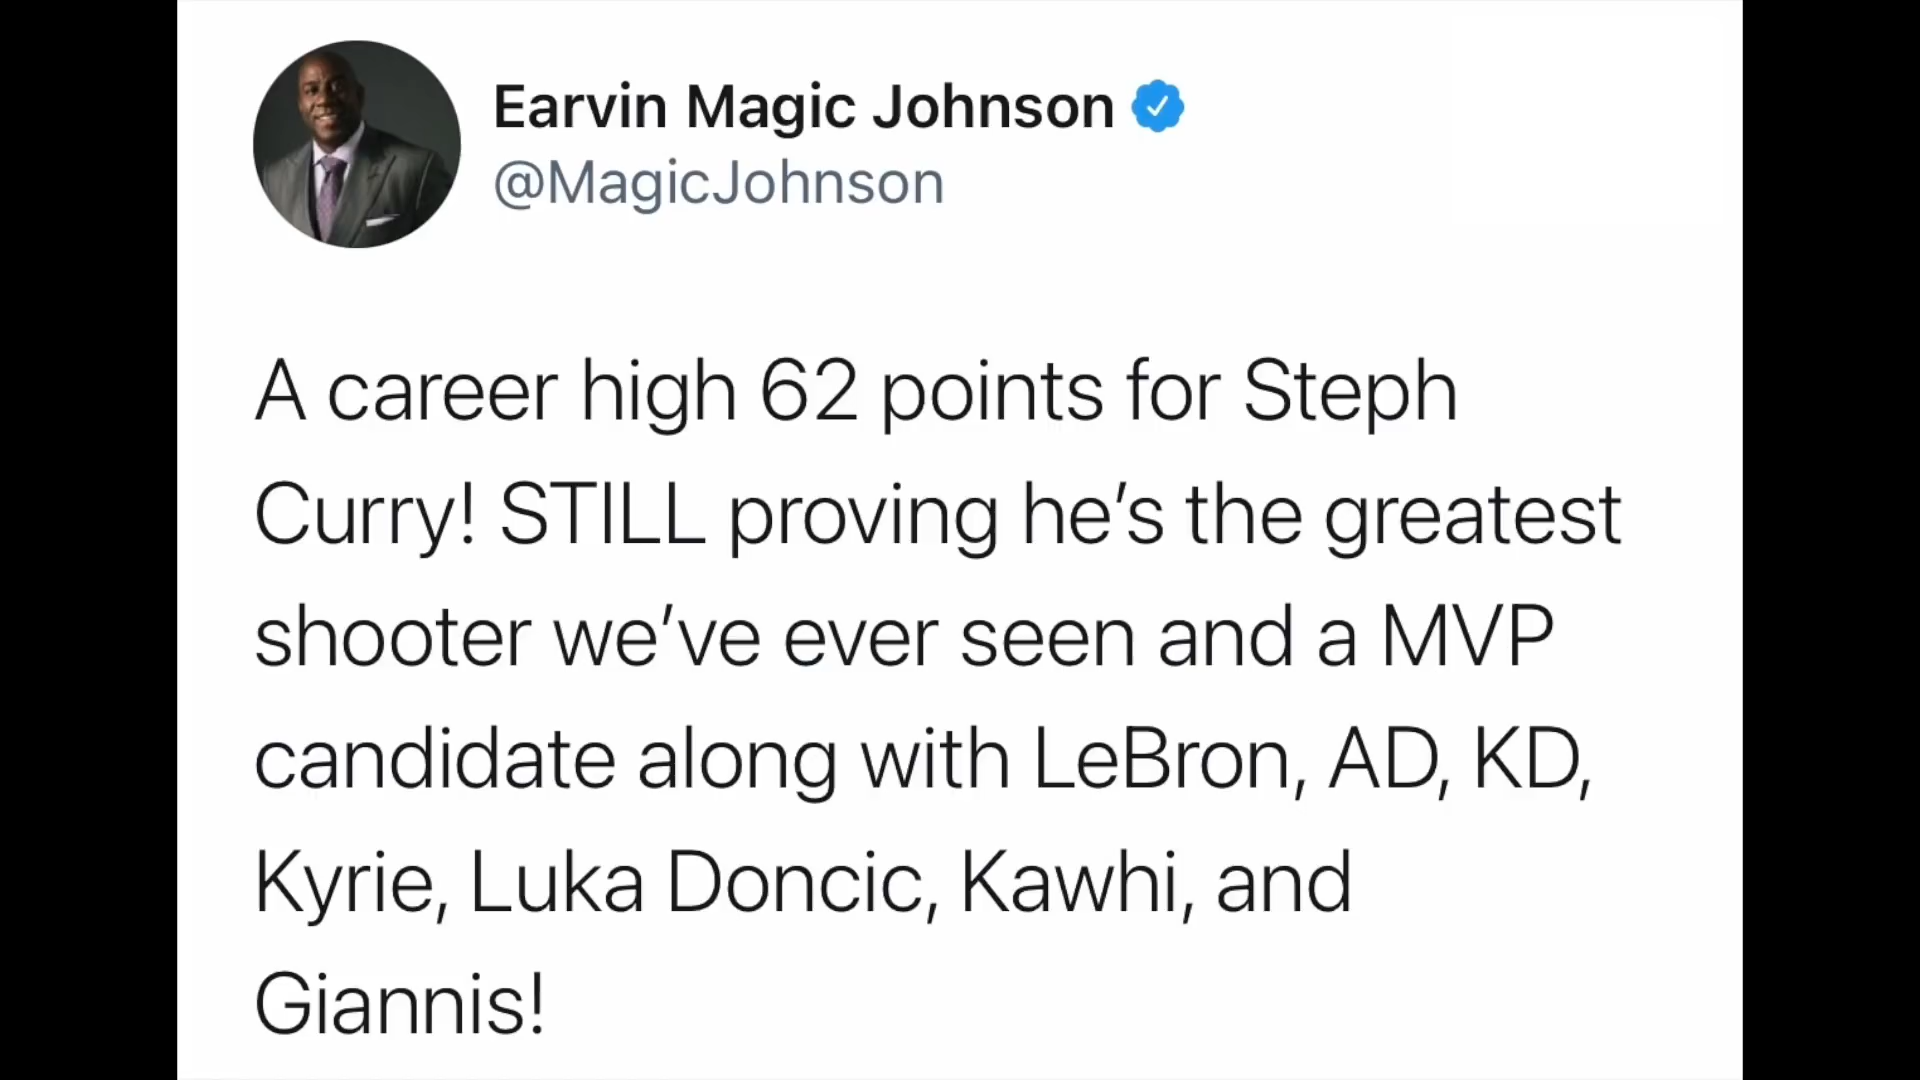 Earvin Magic Johnson
@MagicJohnson
A career high 62 points for Steph
Curry! STILL proving he’s the greatest
shooter we’ve ever seen and a MVP
candidate along with LeBron, AD, KD,
Kyrie, Luka Doncic, Kawhi, and
Giannis!